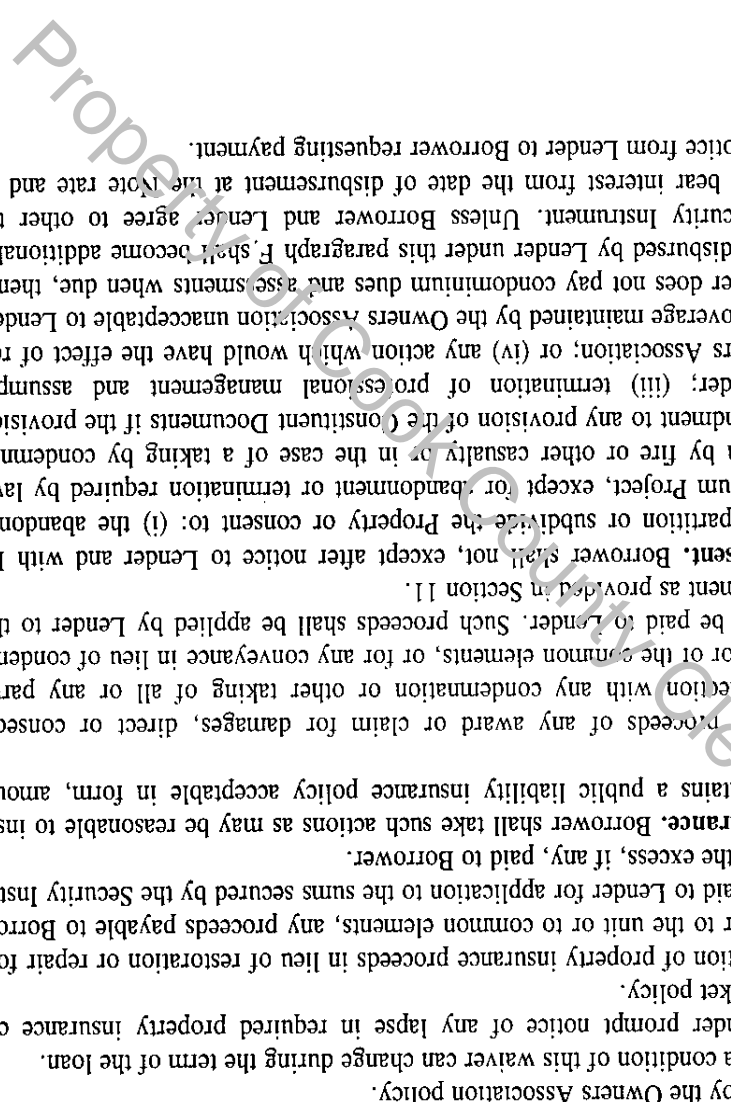 by the Owners Association policy.
a condition of this waiver can change during the term of the loan.
nder prompt notice of any lapse in required property insurance c
ket policy.
tion of property insurance proceeds in lieu of restoration or repair fo
r to the unit or to common elements, any proceeds payable to Borro
aid to Lender for application to the sums secured by the Security Inst
the excess, if any, paid to Borrower.
rance. Borrower shall take such actions as may be reasonable to ins
tains a public liability insurance policy acceptable in form, amou
proceeds of any award or claim for damages, direct or conseq
ection with any condemnation or other taking of all or any par
or of the common elements, or for any conveyance in lieu of condem
be paid to Lender. Such proceeds shall be applied by Lender to th
ment as provided in Section 11.
sent. Borrower shall not, except after notice to Lender and with L
partition or subdivide the Property or consent to: (i) the abandon
um Project, except for abandonment or termination required by law
n by fire or other casualty or in the case of a taking by condemn
ndment to any provision of the Constituent Documents if the provisio
der; (iii) termination of professional management and assump
rs Association; or (iv) any action which would have the effect of re
overage maintained by the Owners Association unacceptable to Lende
er does not pay condominium dues and assessments when due, then
disbursed by Lender under this paragraph F shall become additional
curity Instrument. Unless Borrower and Lender agree to other t
bear interest from the date of disbursement at the Note rate and
otice from Lender to Borrower requesting payment.
Property of Cook County Cle